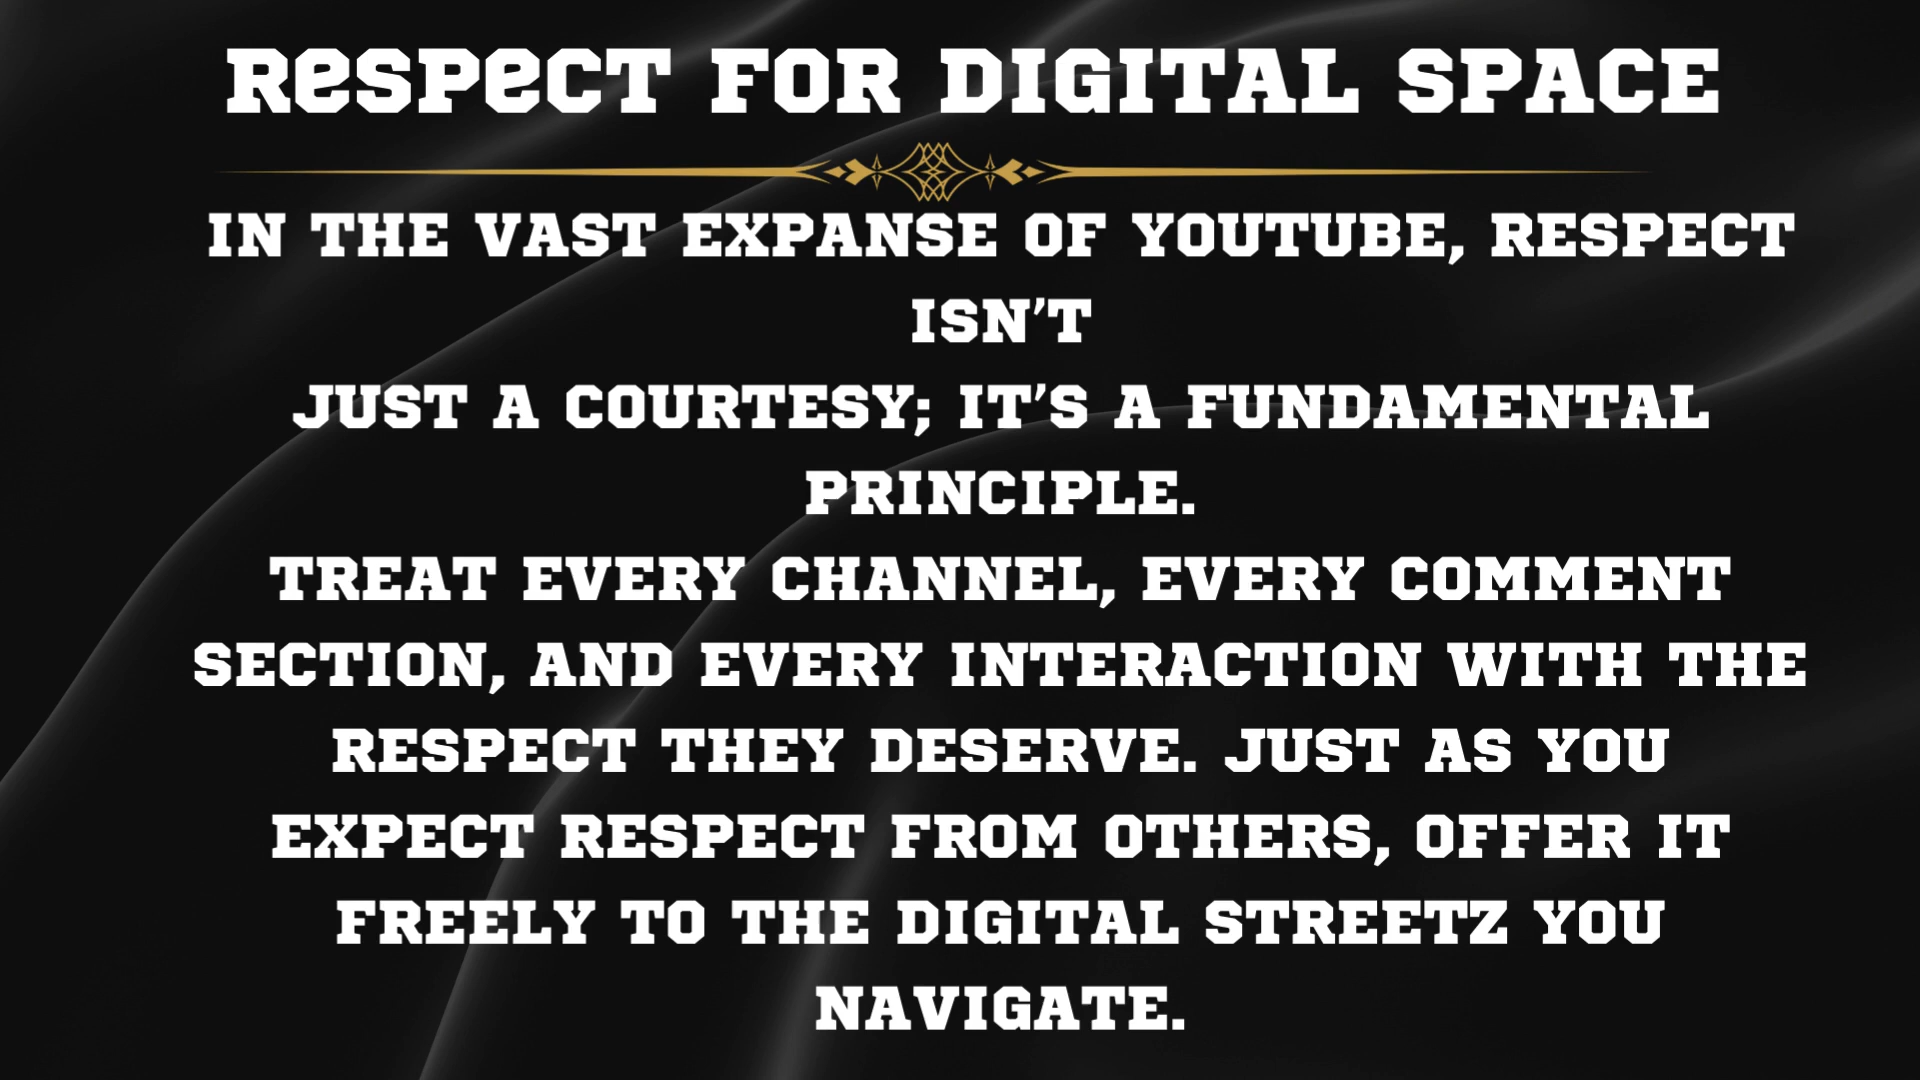 ReSPeCT FOR DIGITAL SPACE
IN THE VAST EXPANSE OF YOUTUBE, RESPECT
ISN'T
JUST A COURTESY; IT'S A FUNDAMENTAL
PRINCIPLE.
TREAT EVERY CHANNEL, EVERY COMMENT
SECTION, AND EVERY INTERACTION WITH THE
RESPECT THEY DESERVE. JUST AS YOU
EXPECT RESPECT FROM OTHERS, OFFER IT
FREELY TO THE DIGITAL STREETZ YOU
NAVIGATE.